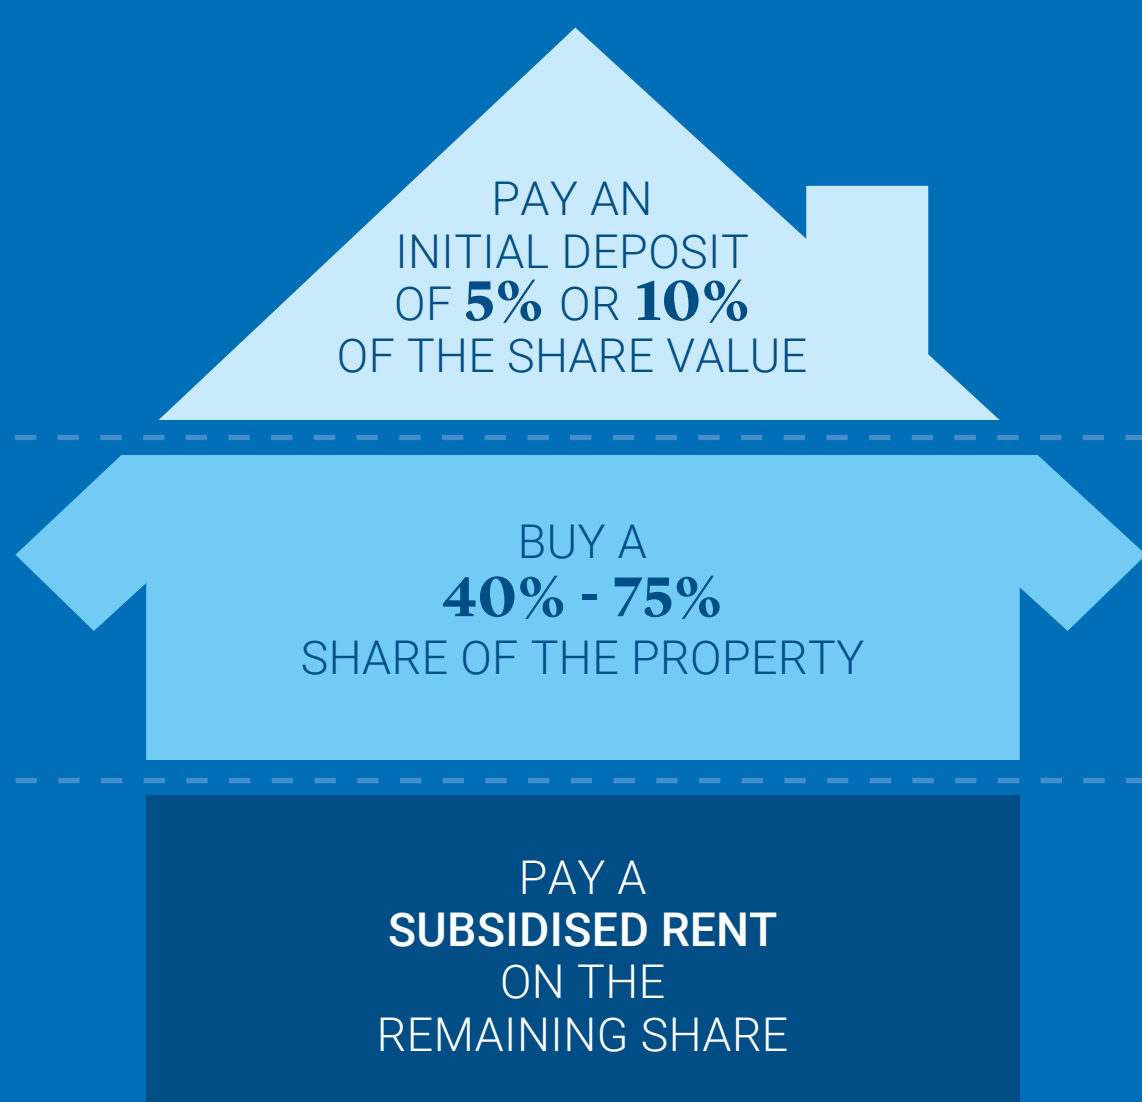 PAY AN
INITIAL DEPOSIT
OF 5% OR 10%
OF THE SHARE VALUE
BUY A
40% - 75%
SHARE OF THE PROPERTY
PAY A
SUBSIDISED RENT
ON THE
REMAINING SHARE